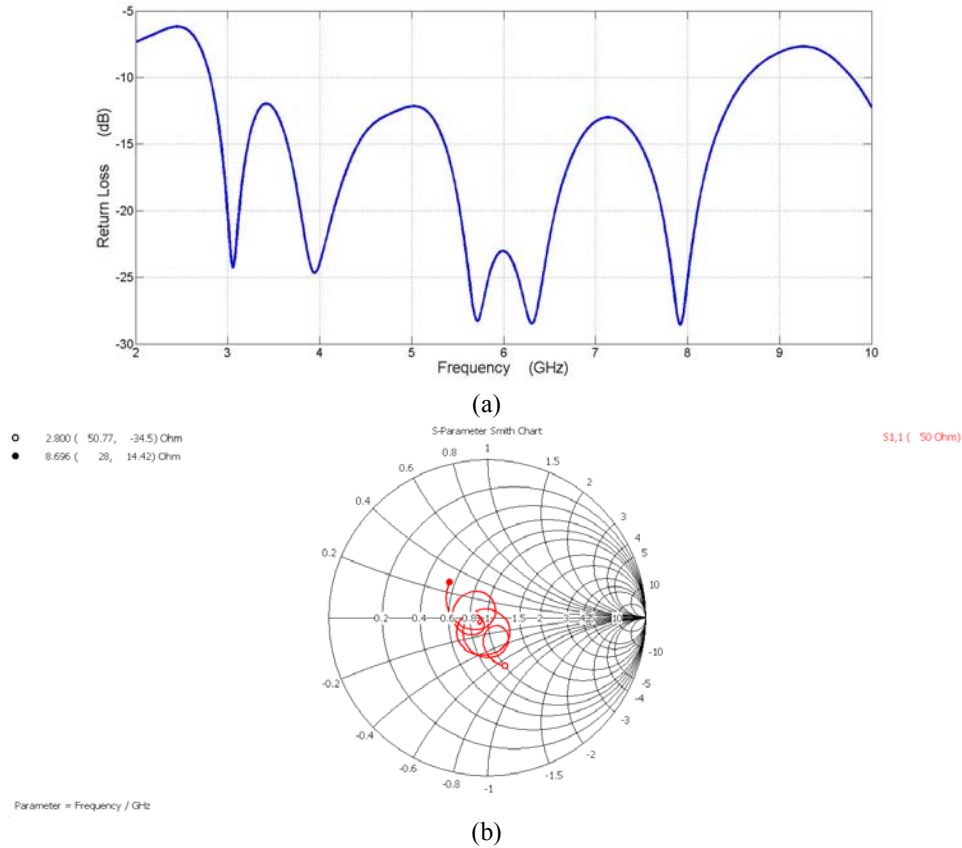 -5
-10
-15
-20
-25
-30
Return Loss (dB)
2 3 4 5 6 7 8 9 10
Frequency (GHz)
(a)
2.800 ( 50.77, -34.5) Ohm
8.696 ( 28, 14.42) Ohm
S-Parameter Smith Chart
S1,1 ( 50 Ohm)
1
0.8
1.5
0.6
2
0.4
3
4
0.2
5
10
0.2 0.4 0.6 0.8 1 1.5 2 3 4 5 10
-10
-0.2
-5
-4
-3
-0.4
-2
-0.6
-1.5
-0.8
-1
Parameter = Frequency / GHz
(b)